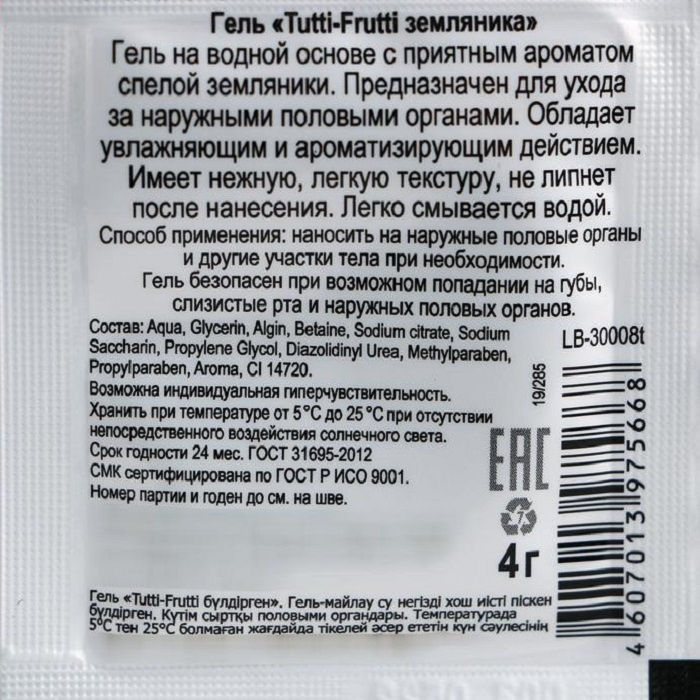 Гель «Tutti-Frutti земляника»
Гель на водной основе с приятным ароматом
спелой земляники. Предназначен для ухода
за наружными половыми органами. Обладает
увлажняющим и ароматизирующим действием.
Имеет нежную, легкую текстуру, не липнет
после нанесения. Легко смывается водой.
Способ применения: наносить на наружные половые органы
и другие участки тела при необходимости.
Гель безопасен при возможном попадании на губы,
слизистые рта и наружных половых органов.
Состав: Aqua, Glycerin, Algin, Betaine, Sodium citrate, Sodium
Saccharin, Propylene Glycol, Diazolidinyl Urea, Methylparaben,
Propylparaben, Aroma, CI 14720.
Возможна индивидуальная гиперчувствительность.
Хранить при температуре от 5°C до 25°C при отсутствии
непосредственного воздействия солнечного света.
Срок годности 24 мес. ГОСТ 31695-2012
СМК сертифицирована по ГОСТ Р ИСО 9001.
Номер партии и годен до см. на шве.
LB-30008t
19/285
EAC
7
4 г
4607013975668
Гель «Tutti-Frutti бүлдірген». Гель-майлау су негізді хош иісті піскен
бүлдірген. Күтім сыртқы половыми органдары. Температурада
5°C тен 25°C болмаған жағдайда тікелей әсер ететін күн сәулесінің